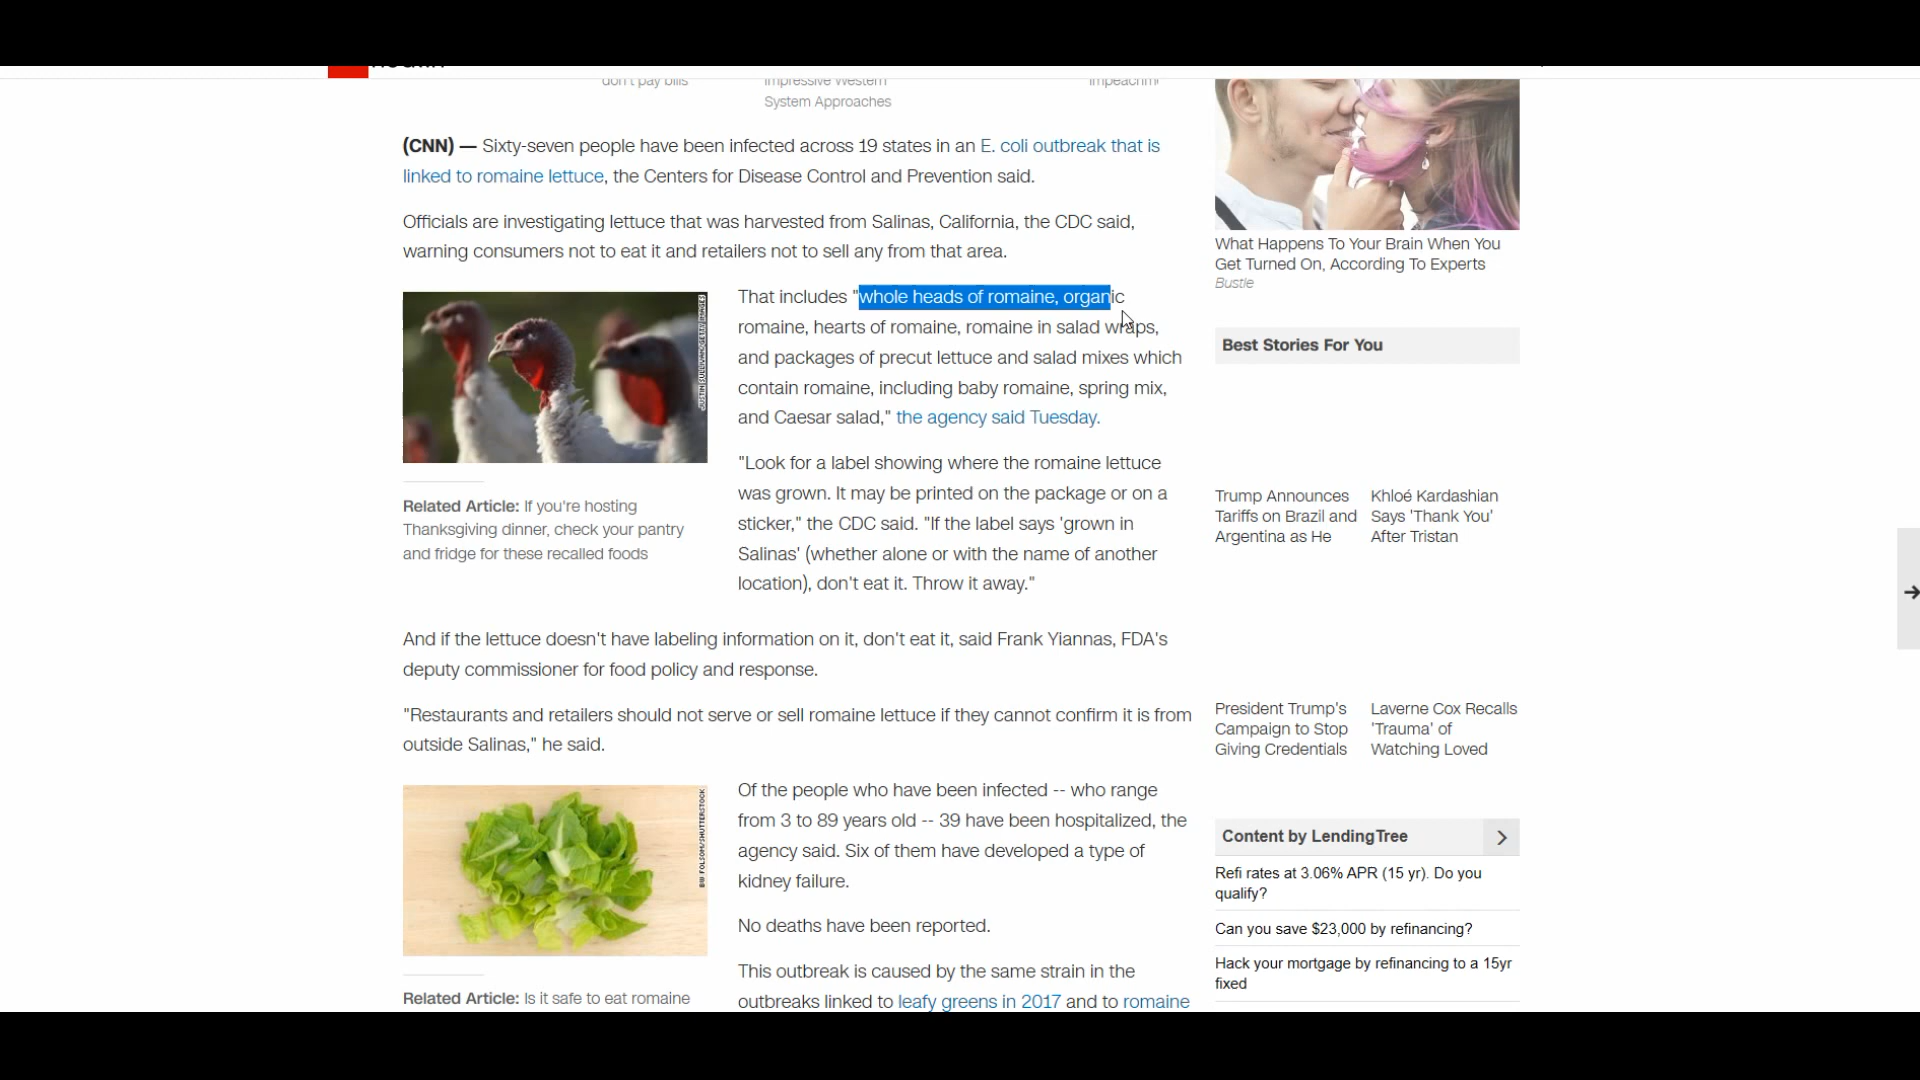 don't pay bills
Impressive Western
System Approaches
(CNN) — Sixty-seven people have been infected across 19 states in an E. coli outbreak that is
linked to romaine lettuce, the Centers for Disease Control and Prevention said.
Officials are investigating lettuce that was harvested from Salinas, California, the CDC said,
warning consumers not to eat it and retailers not to sell any from that area.
JUSTIN SULLIVAN/GETTY IMAGES
Related Article: If you're hosting
Thanksgiving dinner, check your pantry
and fridge for these recalled foods
That includes "whole heads of romaine, organic
romaine, hearts of romaine, romaine in salad wraps,
and packages of precut lettuce and salad mixes which
contain romaine, including baby romaine, spring mix,
and Caesar salad," the agency said Tuesday.
"Look for a label showing where the romaine lettuce
was grown. It may be printed on the package or on a
sticker," the CDC said. "If the label says 'grown in
Salinas' (whether alone or with the name of another
location), don't eat it. Throw it away."
And if the lettuce doesn't have labeling information on it, don't eat it, said Frank Yiannas, FDA's
deputy commissioner for food policy and response.
"Restaurants and retailers should not serve or sell romaine lettuce if they cannot confirm it is from
outside Salinas," he said.
BW FOLSOM/SHUTTERSTOCK
Related Article: Is it safe to eat romaine
Of the people who have been infected -- who range
from 3 to 89 years old -- 39 have been hospitalized, the
agency said. Six of them have developed a type of
kidney failure.
No deaths have been reported.
This outbreak is caused by the same strain in the
outbreaks linked to leafy greens in 2017 and to romaine
What Happens To Your Brain When You
Get Turned On, According To Experts
Bustle
Best Stories For You
Trump Announces
Tariffs on Brazil and
Argentina as He
Khloé Kardashian
Says 'Thank You'
After Tristan
President Trump's
Campaign to Stop
Giving Credentials
Laverne Cox Recalls
'Trauma' of
Watching Loved
Content by LendingTree
Refi rates at 3.06% APR (15 yr). Do you
qualify?
Can you save $23,000 by refinancing?
Hack your mortgage by refinancing to a 15yr
fixed